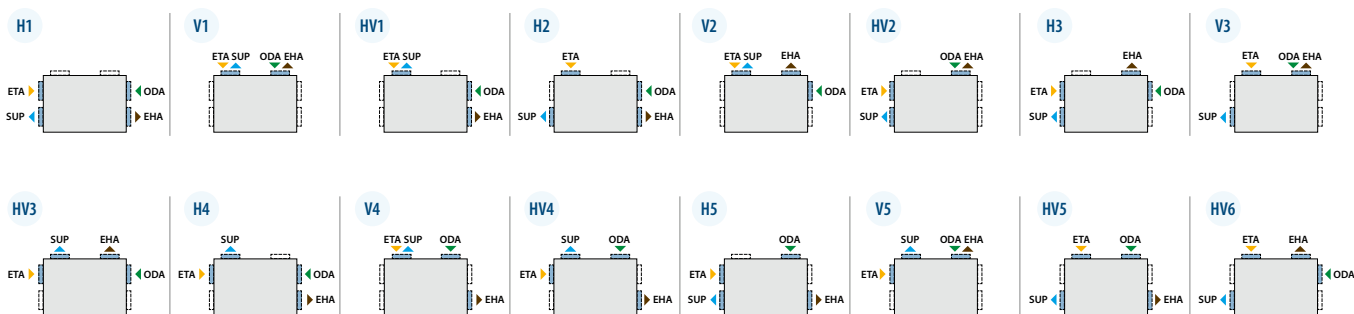 H1
V1
HV1
H2
V2
HV2
H3
V3
ETA SUP ODA EHA
ETA SUP
ETA
ETA SUP EHA
ODA EHA
EHA
ETA ODA EHA
ETA ODA
SUP EHA
ODA
EHA
ODA
SUP EHA
ODA
ETA
SUP
ETA ODA
SUP
SUP
HV3
H4
V4
HV4
H5
V5
HV5
HV6
SUP EHA
SUP
ETA SUP ODA
SUP ODA
ODA
SUP ODA EHA
ETA ODA
ETA EHA
ETA ODA
ETA ODA
EHA
EHA
ETA
EHA
ETA
SUP EHA
ETA
SUP EHA
ODA
SUP